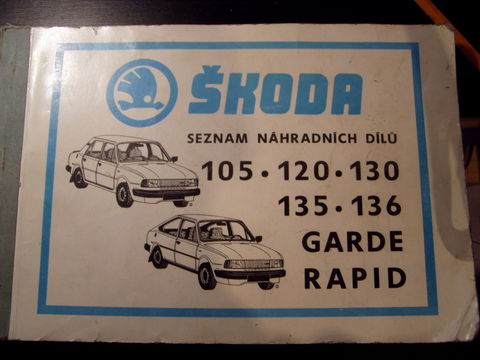 ŠKODA
SEZNAM NÁHRADNÍCH DÍLŮ
105 • 120 • 130
135 • 136
GARDE
RAPID